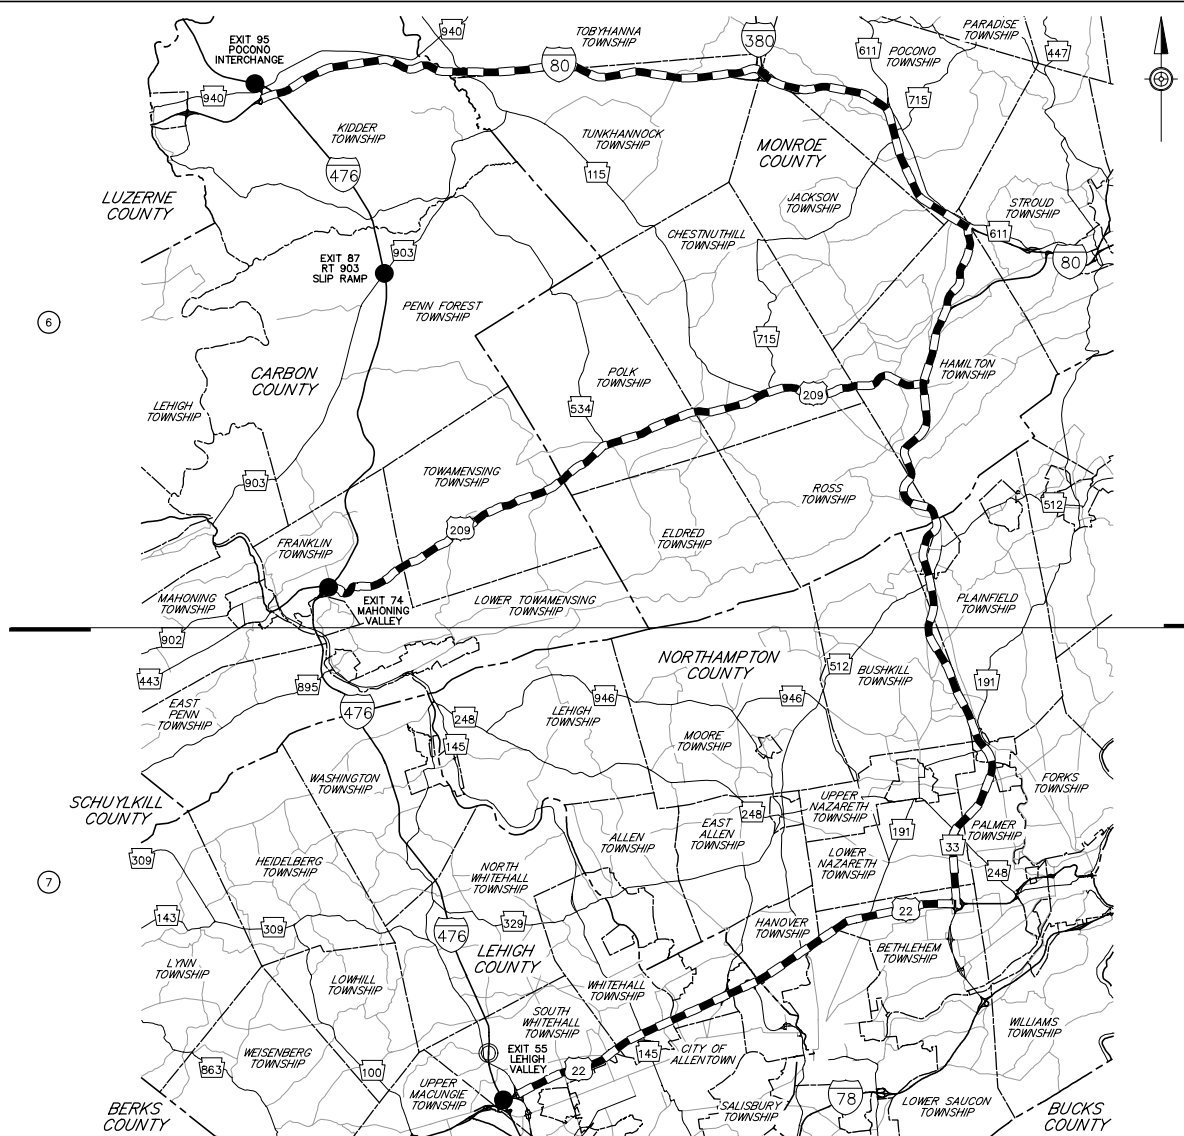 940
TOBYHANNA
TOWNSHIP
380
PARADISE
TOWNSHIP
EXIT 95
POCONO
INTERCHANGE
80
611
POCONO
TOWNSHIP
447
940
715
KIDDER
TOWNSHIP
TUNKHANNOCK
TOWNSHIP
MONROE
COUNTY
476
115
LUZERNE
COUNTY
JACKSON
TOWNSHIP
STROUD
TOWNSHIP
CHESTNUTHILL
TOWNSHIP
611
903
80
EXIT 87
RT 903
SLIP RAMP
PENN FOREST
TOWNSHIP
6
715
CARBON
COUNTY
POLK
TOWNSHIP
HAMILTON
TOWNSHIP
209
LEHIGH
TOWNSHIP
534
903
TOWAMENSING
TOWNSHIP
ROSS
TOWNSHIP
512
209
FRANKLIN
TOWNSHIP
ELDRED
TOWNSHIP
MAHONING
TOWNSHIP
EXIT 74
MAHONING
VALLEY
LOWER TOWAMENSING
TOWNSHIP
PLAINFIELD
TOWNSHIP
902
443
895
NORTHAMPTON
COUNTY
512
BUSHKILL
TOWNSHIP
191
EAST
PENN
TOWNSHIP
476
946
946
248
LEHIGH
TOWNSHIP
145
MOORE
TOWNSHIP
WASHINGTON
TOWNSHIP
FORKS
TOWNSHIP
SCHUYLKILL
COUNTY
UPPER
NAZARETH
TOWNSHIP
248
EAST
ALLEN
TOWNSHIP
191
PALMER
TOWNSHIP
ALLEN
TOWNSHIP
33
309
HEIDELBERG
TOWNSHIP
NORTH
WHITEHALL
TOWNSHIP
LOWER
NAZARETH
TOWNSHIP
248
7
143
309
329
22
476
HANOVER
TOWNSHIP
LEHIGH
COUNTY
BETHLEHEM
TOWNSHIP
LYNN
TOWNSHIP
LOWHILL
TOWNSHIP
WHITEHALL
TOWNSHIP
SOUTH
WHITEHALL
TOWNSHIP
WILLIAMS
TOWNSHIP
WEISENBERG
TOWNSHIP
EXIT 55
LEHIGH
VALLEY
145
CITY OF
ALLENTOWN
863
100
22
UPPER
MACUNGIE
TOWNSHIP
78
LOWER SAUCON
TOWNSHIP
BERKS
COUNTY
SALISBURY
TOWNSHIP
BUCKS
COUNTY